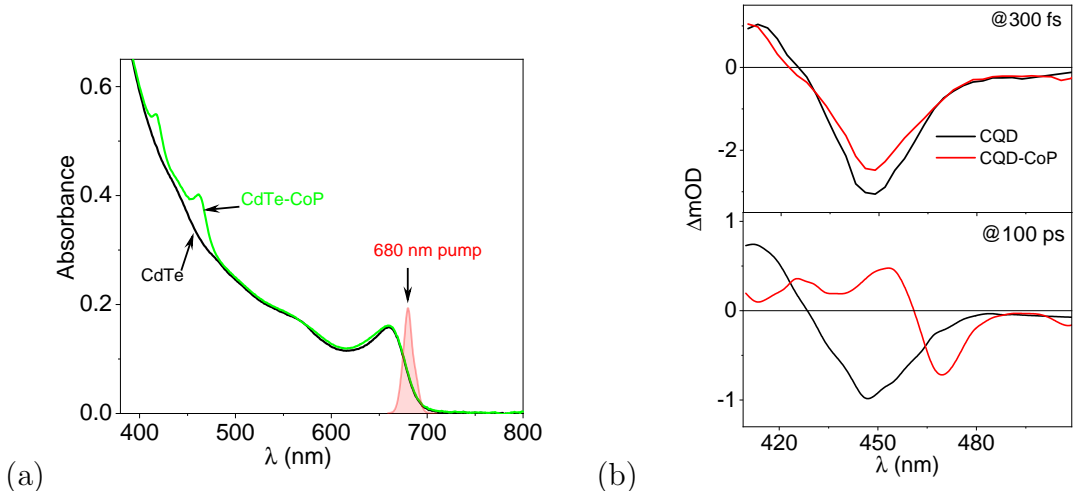 0.6
0.4
0.2
0.0
Absorbance
CdTe-CoP
CdTe
680 nm pump
400 500 600 700 800
λ (nm)
(a)
@300 fs
0
-2
CQD
CQD-CoP
ΔmOD
@100 ps
1
0
-1
420 450 480
λ (nm)
(b)